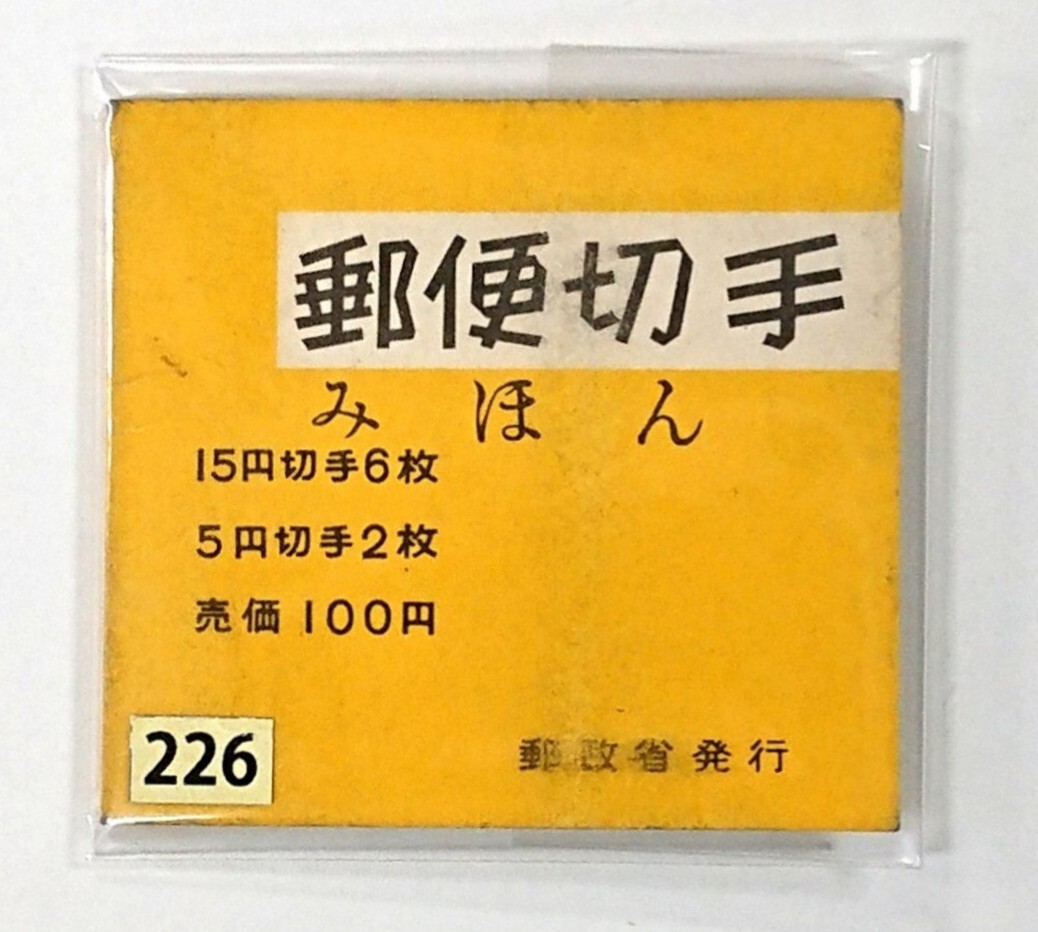 郵便切手
みほん
15円切手6枚
5円切手2枚
売価100円
226
郵政省発行